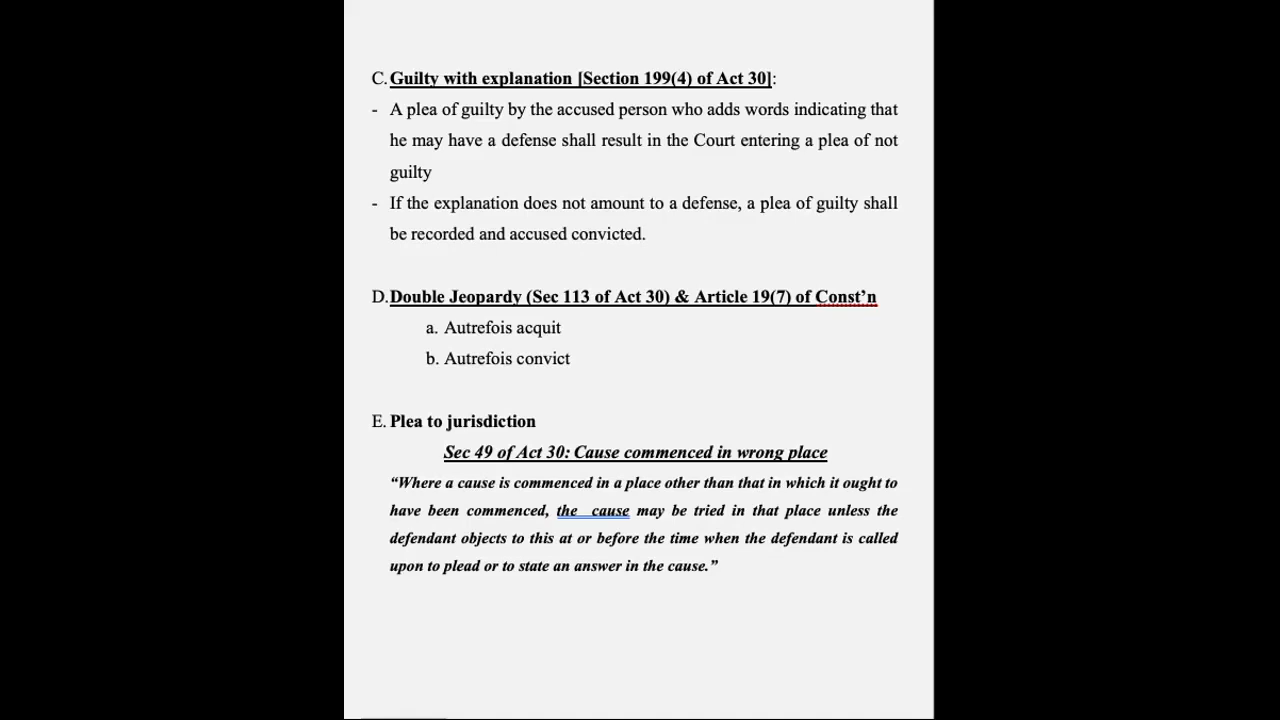 C. Guilty with explanation [Section 199(4) of Act 30]:
- A plea of guilty by the accused person who adds words indicating that
he may have a defense shall result in the Court entering a plea of not
guilty
- If the explanation does not amount to a defense, a plea of guilty shall
be recorded and accused convicted.
D. Double Jeopardy (Sec 113 of Act 30) & Article 19(7) of Const’n
a. Autrefois acquit
b. Autrefois convict
E. Plea to jurisdiction
Sec 49 of Act 30: Cause commenced in wrong place
“Where a cause is commenced in a place other than that in which it ought to
have been commenced, the cause may be tried in that place unless the
defendant objects to this at or before the time when the defendant is called
upon to plead or to state an answer in the cause.”